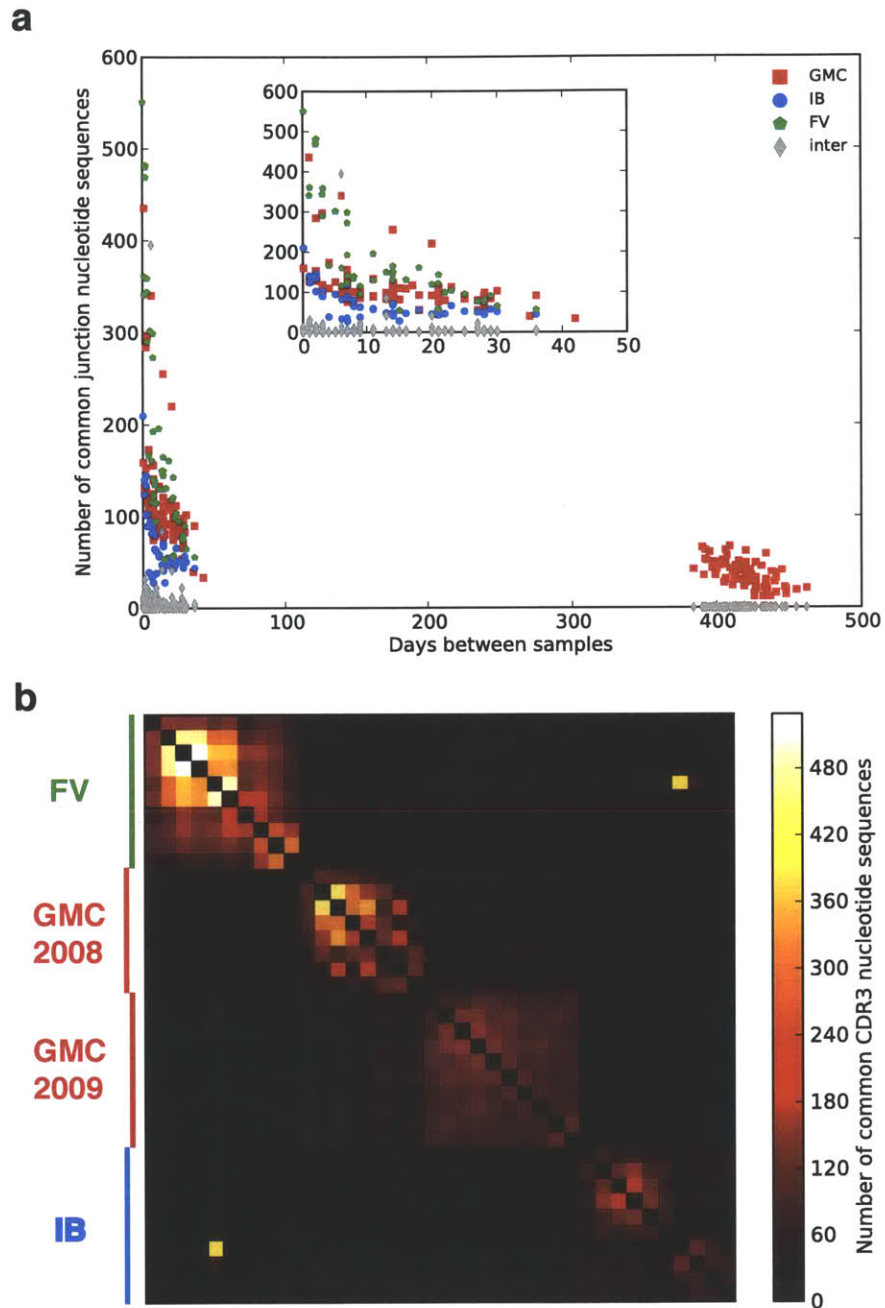 a
Number of common junction nucleotide sequences
600
500
400
300
200
100
0
0 100 200 300 400 500
Days between samples
600
500
400
300
200
100
0
0 10 20 30 40 50
GMC
IB
FV
inter
b
FV
GMC
2008
GMC
2009
IB
480
420
360
300
240
180
120
60
0
Number of common CDR3 nucleotide sequences